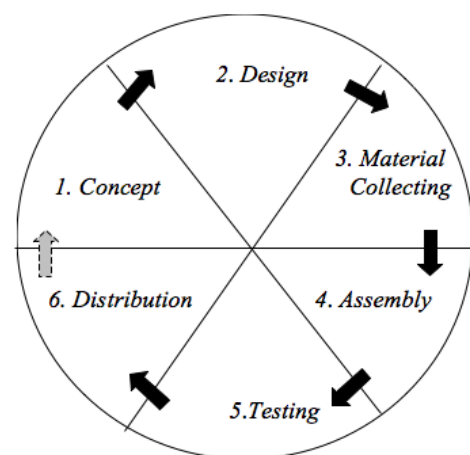 1. Concept
2. Design
3. Material
Collecting
4. Assembly
5.Testing
6. Distribution